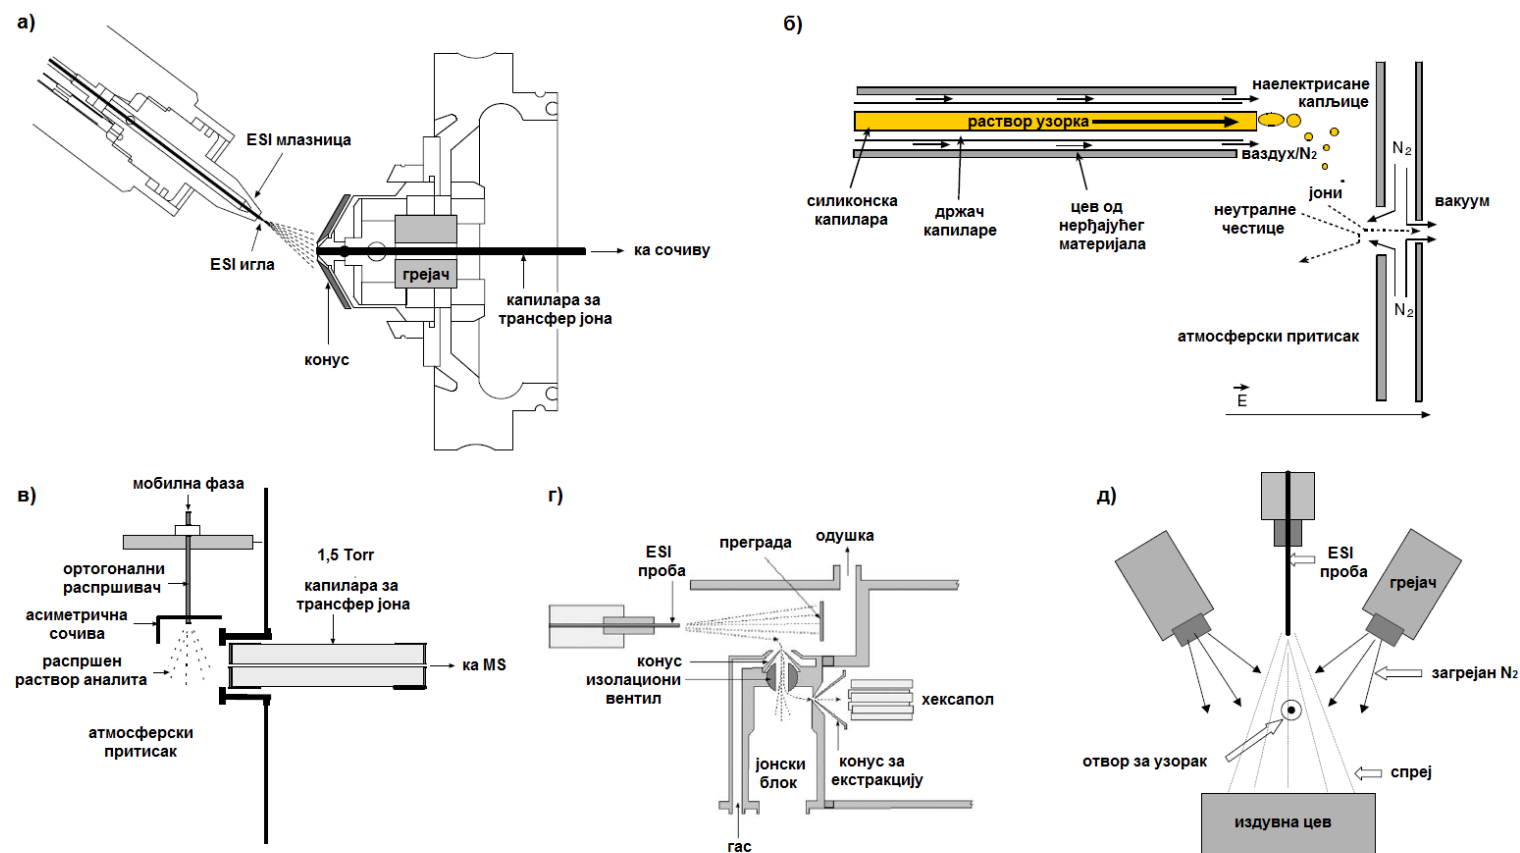 а)
ESI млазница
ESI игла
грејач
ка сочиву
капилара за
трансфер јона
конус
б)
наелектрисане
капљице
раствор узорка
ваздух/N2
N2
јони
вакуум
силиконска
капилара
држач
капиларе
цев од
нерђајућег
материјала
неутралне
честице
N2
атмосферски притисак
E
в)
мобилна фаза
1,5 Torr
ортогонални
распршивач
капилара за
трансфер јона
асиметрична
сочива
распршен
раствор аналита
ка MS
атмосферски
притисак
г)
ESI
проба
преграда
одушка
конус
изолациони
вентил
хексапол
јонски
блок
конус за
екстракцију
гас
д)
ESI
проба
грејач
загрејан N2
отвор за узорак
спреј
издувна цев